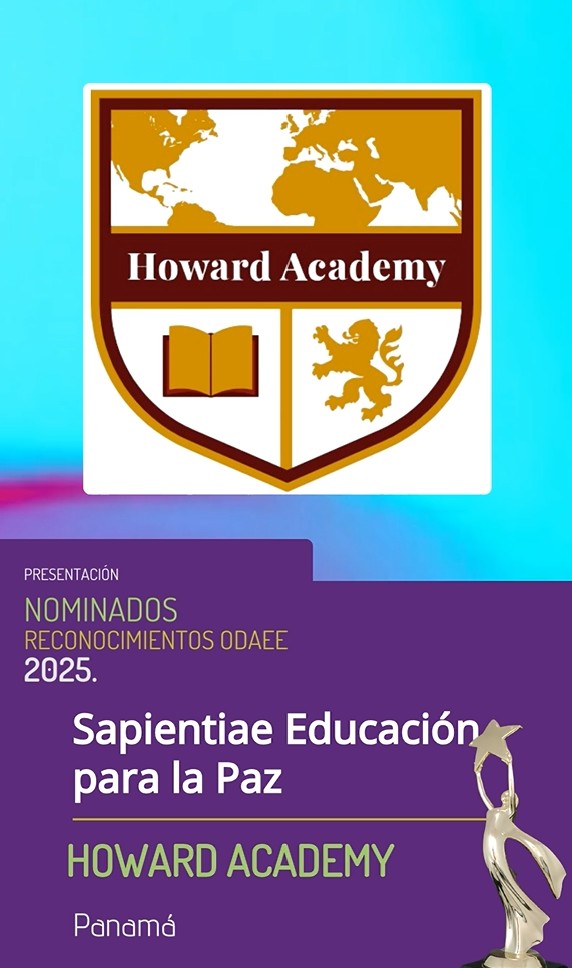 Howard Academy
PRESENTACIÓN
NOMINADOS
RECONOCIMIENTOS ODAEE
2025.
Sapientiae Educación
para la Paz
HOWARD ACADEMY
Panamá